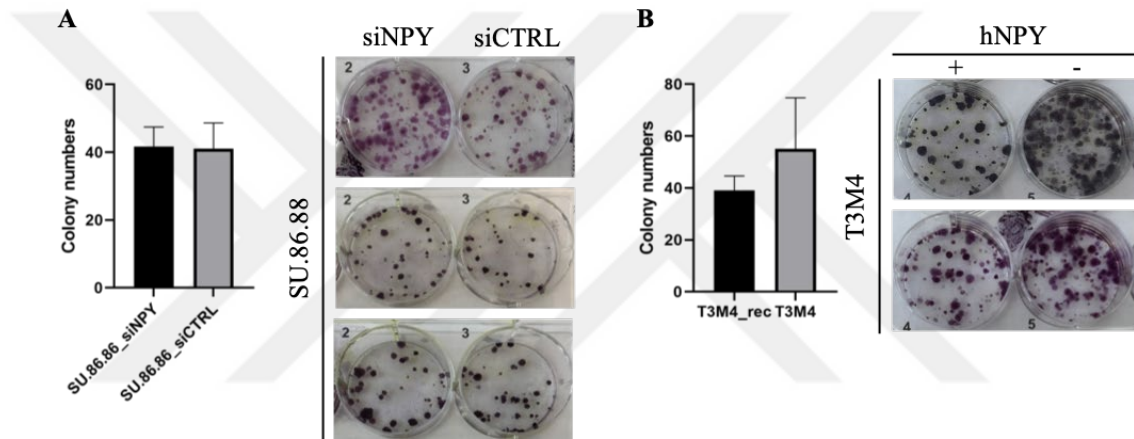 A
60
40
20
0
Colony numbers
SU.86.86_siNPY
SU.86.86_siCTRL
siNPY siCTRL
SU.86.88
2 3
2 3
2 3
B
80
60
40
20
0
Colony numbers
T3M4_rec T3M4
hNPY
+ -
T3M4
4 5
4 5